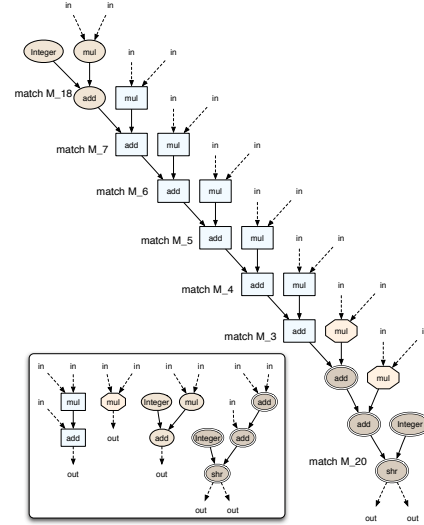 in in
Integer mul
in in
match M_18 add mul
in in
match M_7 add mul
in in
match M_6 add mul
in in
match M_5 add mul
in in
match M_4 add mul
in in
match M_3 add mul
in
add mul
add Integer
match M_20 shr
out out
in in in in in in in in
mul mul Integer mul add
in in
add out add Integer add
out out shr
out out